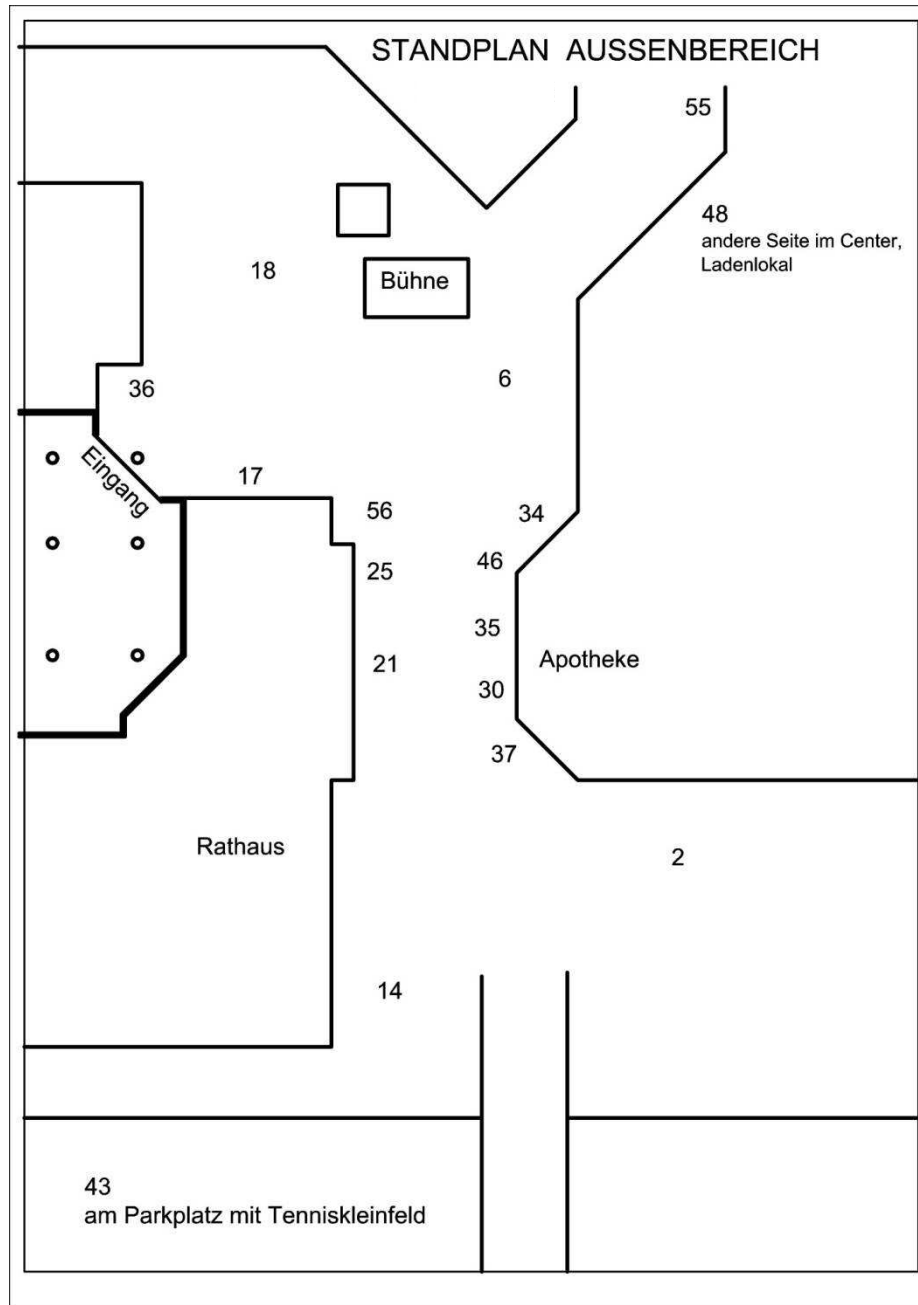 STANDPLAN AUSSENBEREICH
55
48
andere Seite im Center,
Ladenlokal
18
Bühne
6
36
Eingang
17
56
34
46
25
35
21
Apotheke
30
37
Rathaus
2
14
43
am Parkplatz mit Tenniskleinfeld